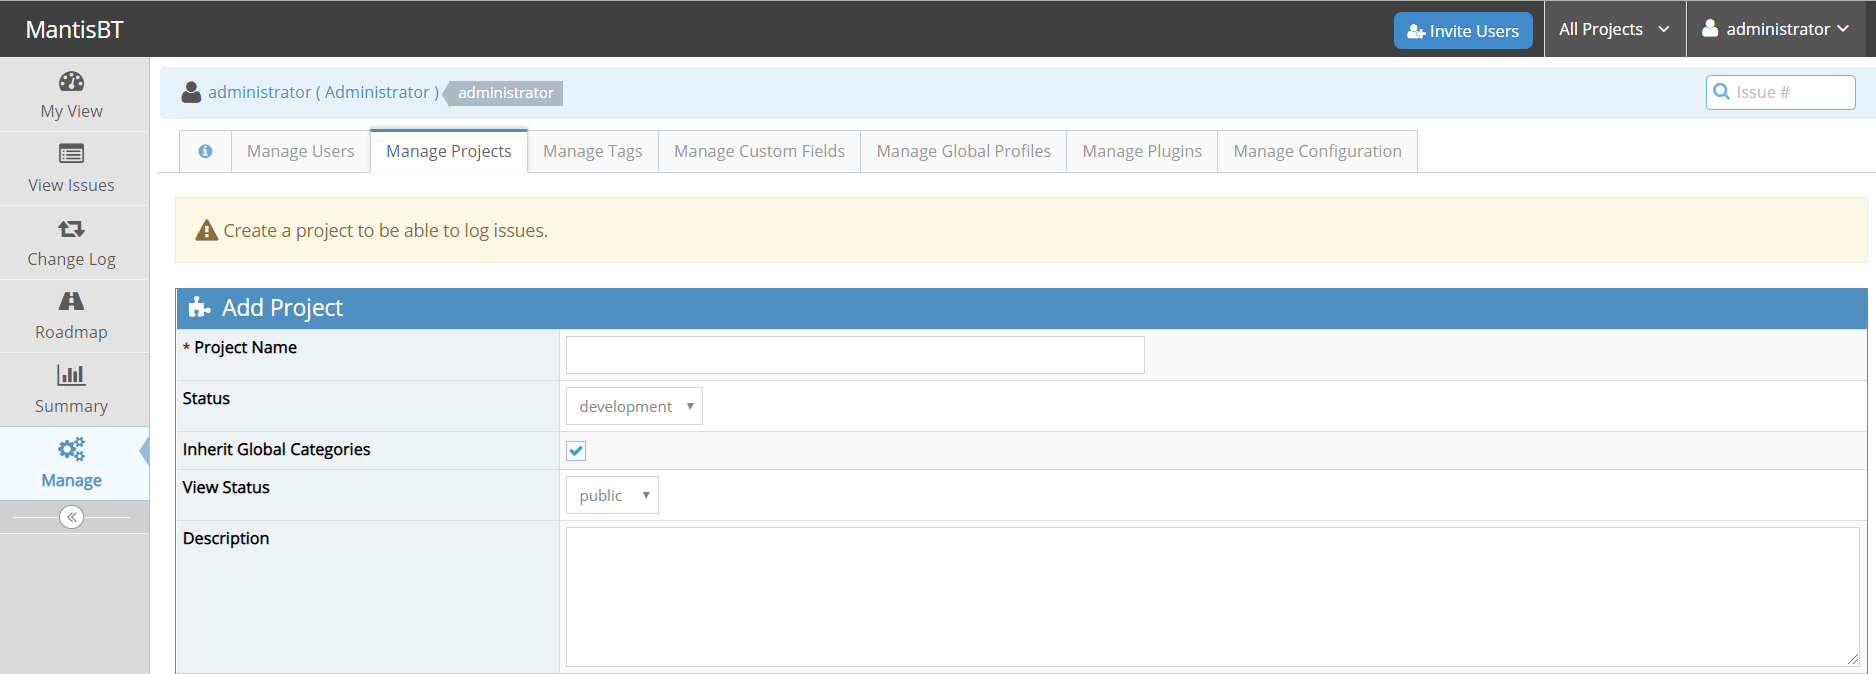 MantisBT
Invite Users
All Projects
administrator
My View
View Issues
Change Log
Roadmap
Summary
Manage
administrator ( Administrator )
administrator
Issue #
Manage Users
Manage Projects
Manage Tags
Manage Custom Fields
Manage Global Profiles
Manage Plugins
Manage Configuration
Create a project to be able to log issues.
Add Project
* Project Name
Status
development
Inherit Global Categories
View Status
public
Description